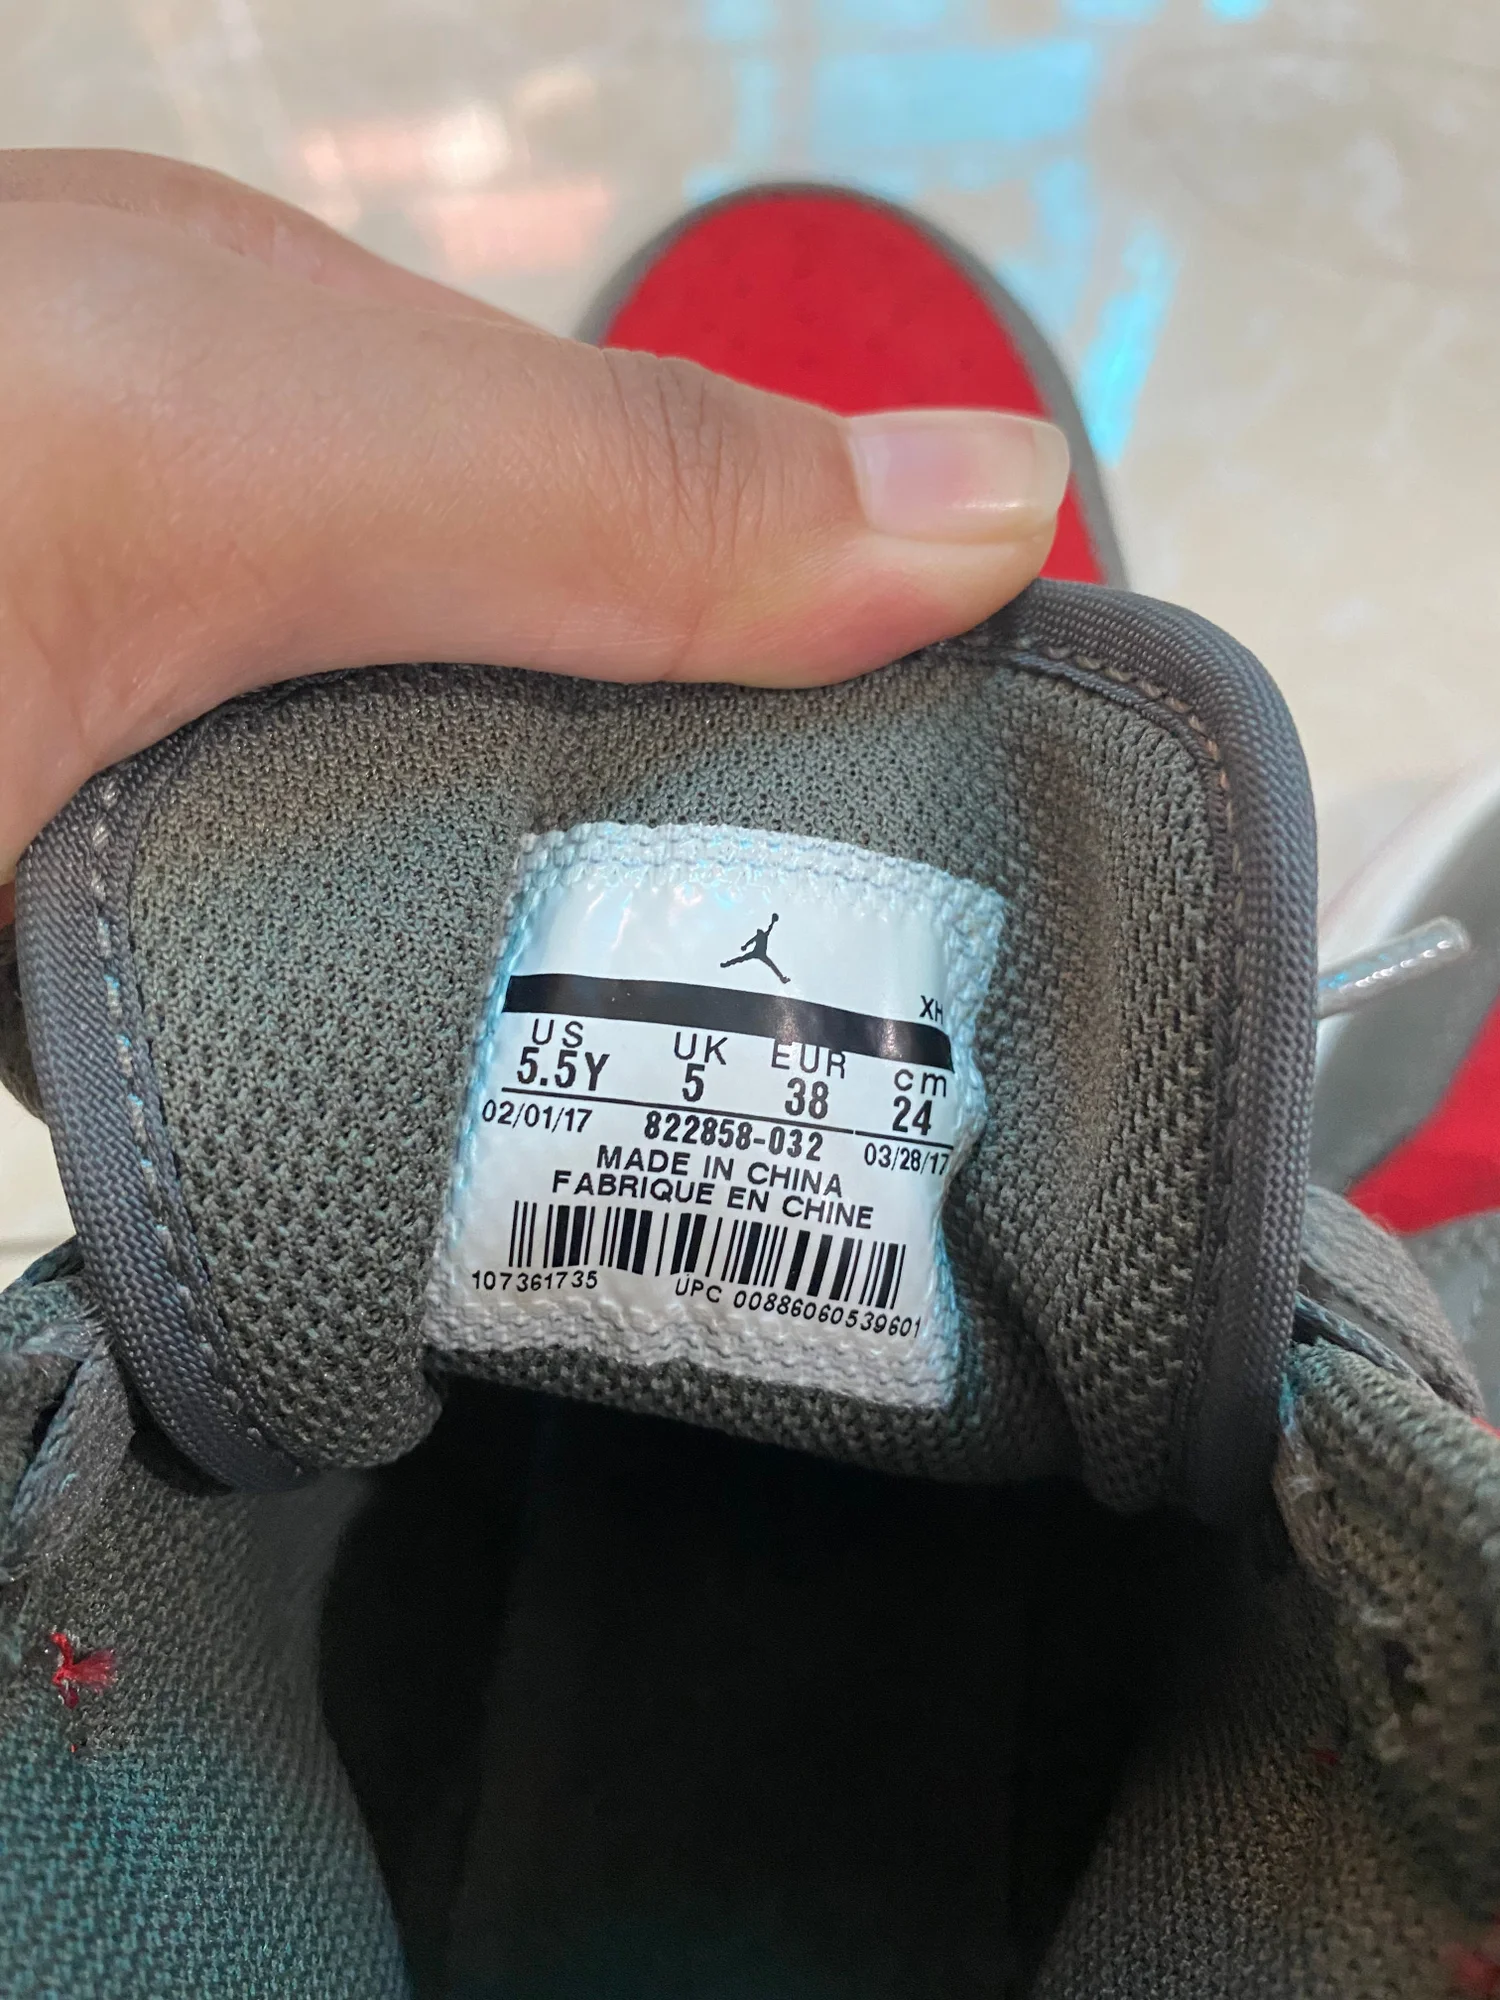 XH
US UK EUR cm
5.5Y 5 38 24
02/01/17 822858-032 03/28/17
MADE IN CHINA
FABRIQUE EN CHINE
107361735 UPC 00886060539601